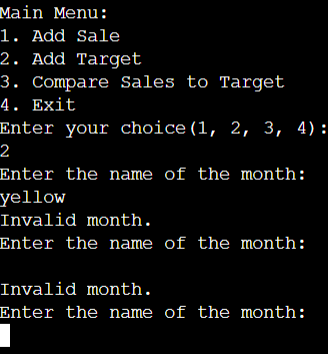 Main Menu:
1. Add Sale
2. Add Target
3. Compare Sales to Target
4. Exit
Enter your choice(1, 2, 3, 4):
2
Enter the name of the month:
yellow
Invalid month.
Enter the name of the month:
Invalid month.
Enter the name of the month: